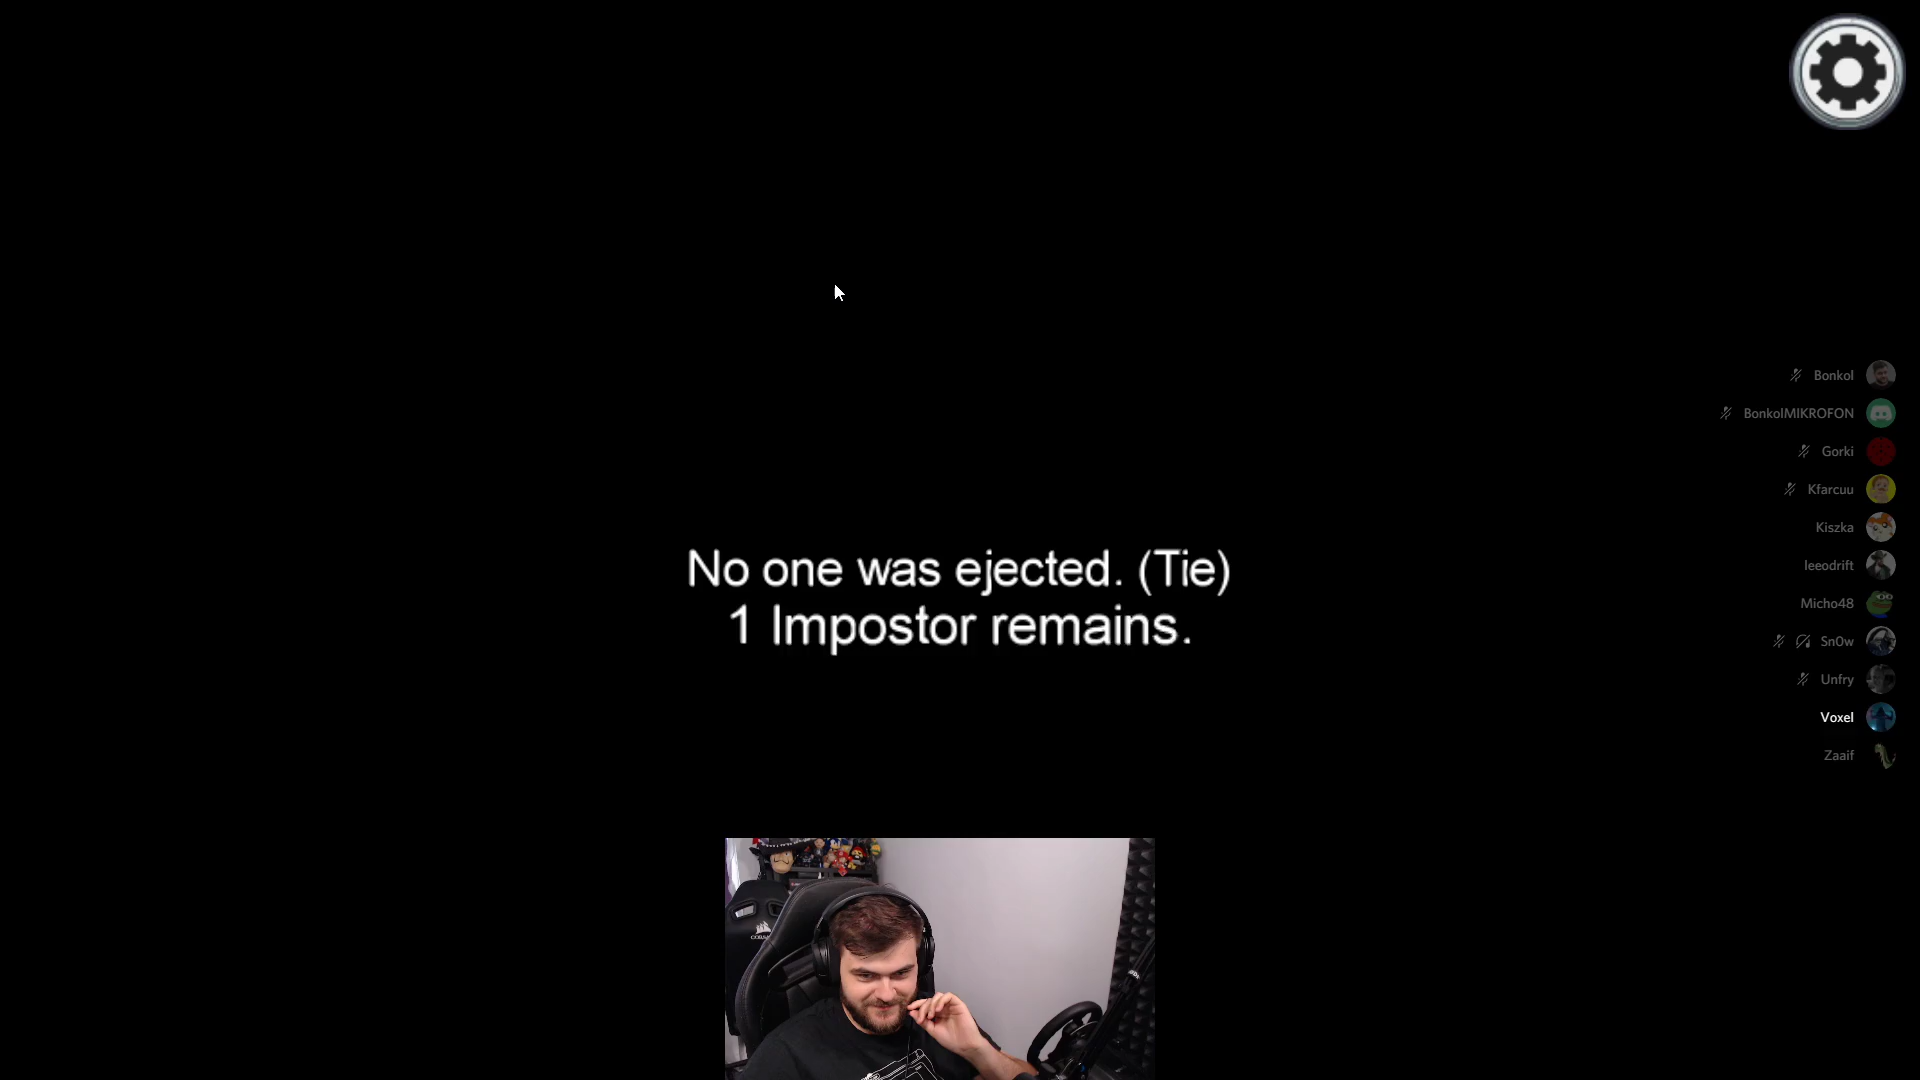 Bonkol
BonkolMIKROFON
Gorki
Kfarcuu
Kiszka
leeodrift
No one was ejected. (Tie)
1 Impostor remains.
Micho48
Sn0w
Unfry
Voxel
Zaaif